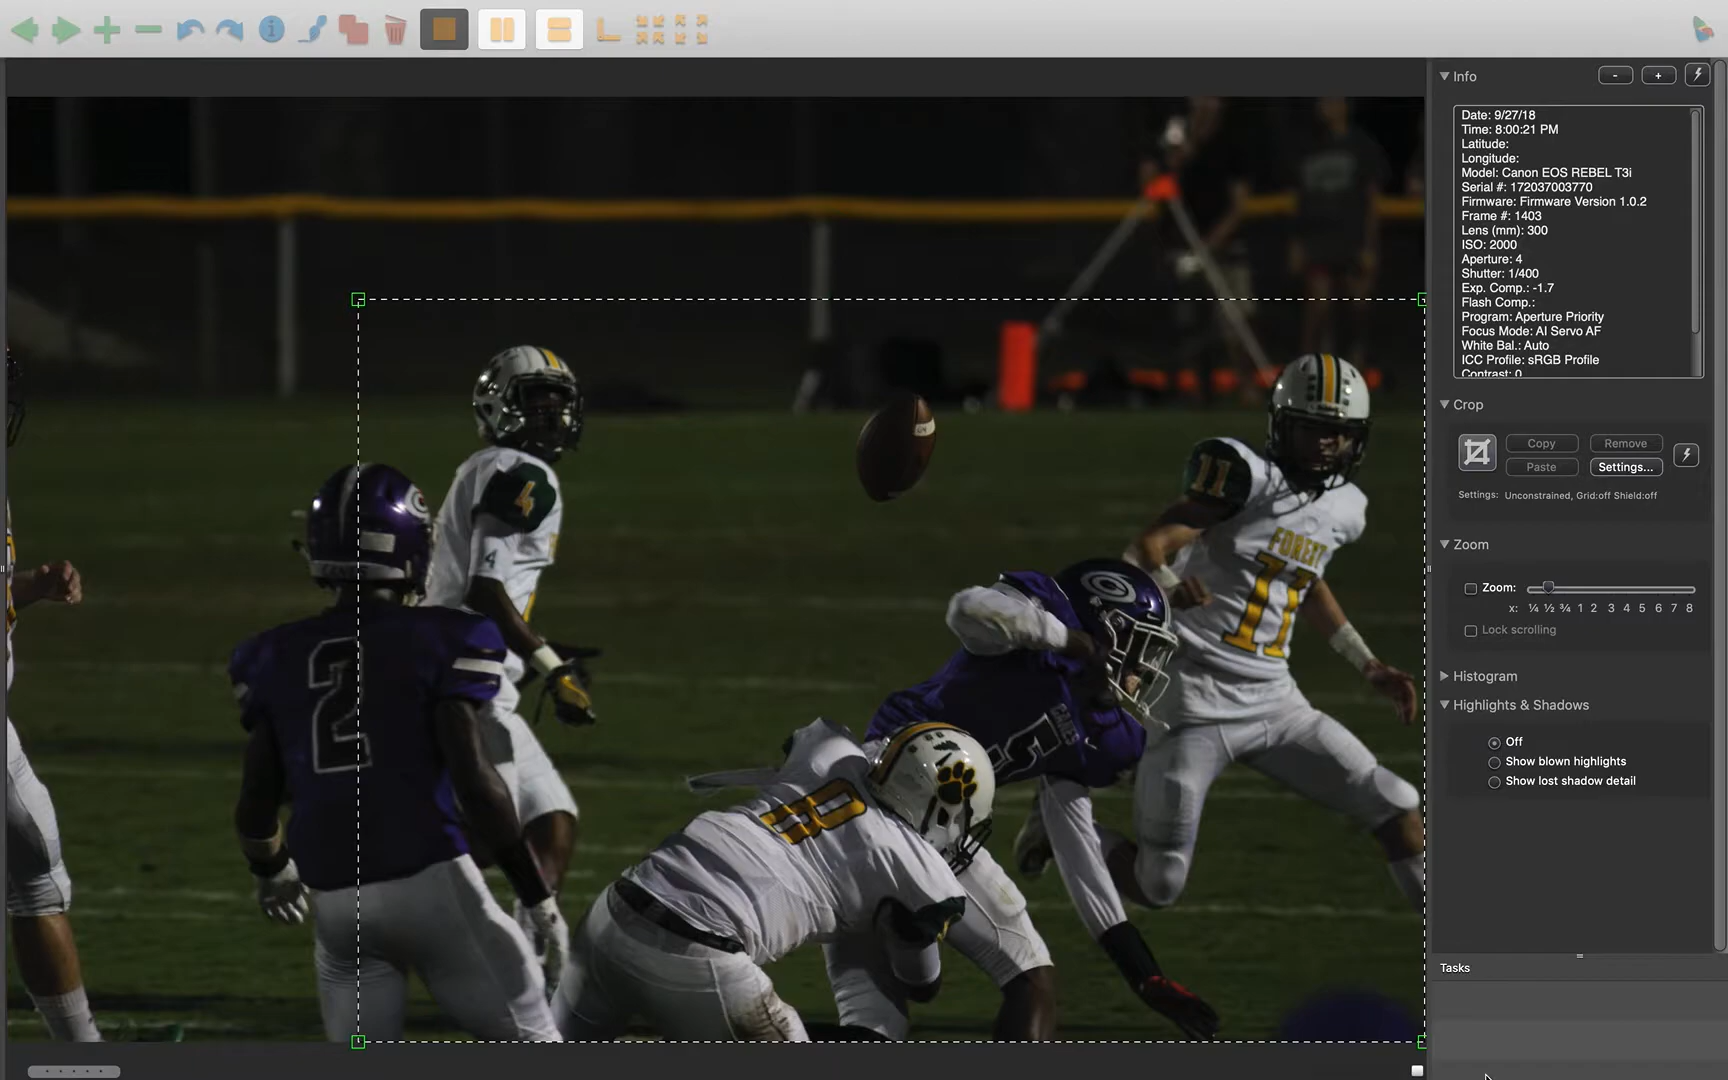 Info
-
+
Date: 9/27/18
Time: 8:00:21 PM
Latitude:
Longitude:
Model: Canon EOS REBEL T3i
Serial #: 172037003770
Firmware: Firmware Version 1.0.2
Frame #: 1403
Lens (mm): 300
ISO: 2000
Aperture: 4
Shutter: 1/400
Exp. Comp.: -1.7
Flash Comp.:
Program: Aperture Priority
Focus Mode: AI Servo AF
White Bal.: Auto
ICC Profile: sRGB Profile
Contrast: 0
Crop
Copy Remove
Paste Settings...
Settings: Unconstrained, Grid:off Shield:off
Zoom
Zoom:
x: ¼ ½ ¾ 1 2 3 4 5 6 7 8
Lock scrolling
Histogram
Highlights & Shadows
Off
Show blown highlights
Show lost shadow detail
Tasks
4
4
11
FOREST
11
2
5
8